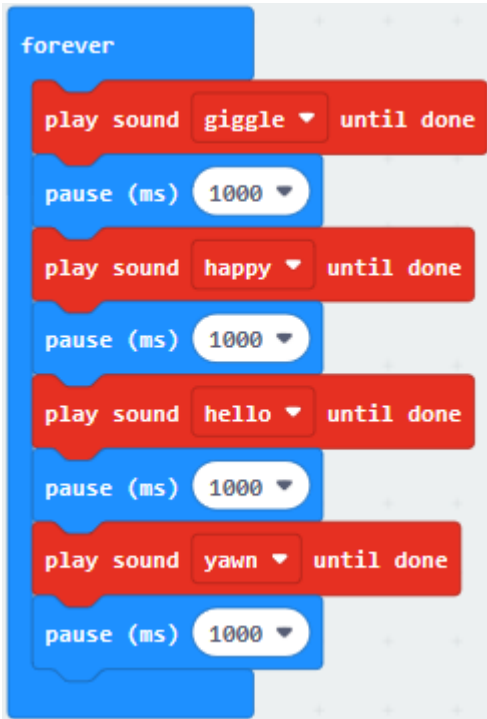 forever
play sound giggle until done
pause (ms) 1000
play sound happy until done
pause (ms) 1000
play sound hello until done
pause (ms) 1000
play sound yawn until done
pause (ms) 1000